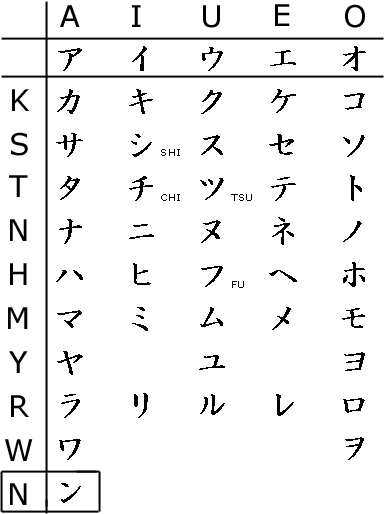 A I U E O
ア イ ウ エ オ
K カ キ ク ケ コ
S サ シ SHI ス セ ソ
T タ チ CHI ツ TSU テ ト
N ナ ニ ヌ ネ ノ
H ハ ヒ フ FU ヘ ホ
M マ ミ ム メ モ
Y ヤ ユ ヨ
R ラ リ ル レ ロ
W ワ ヲ
N ン